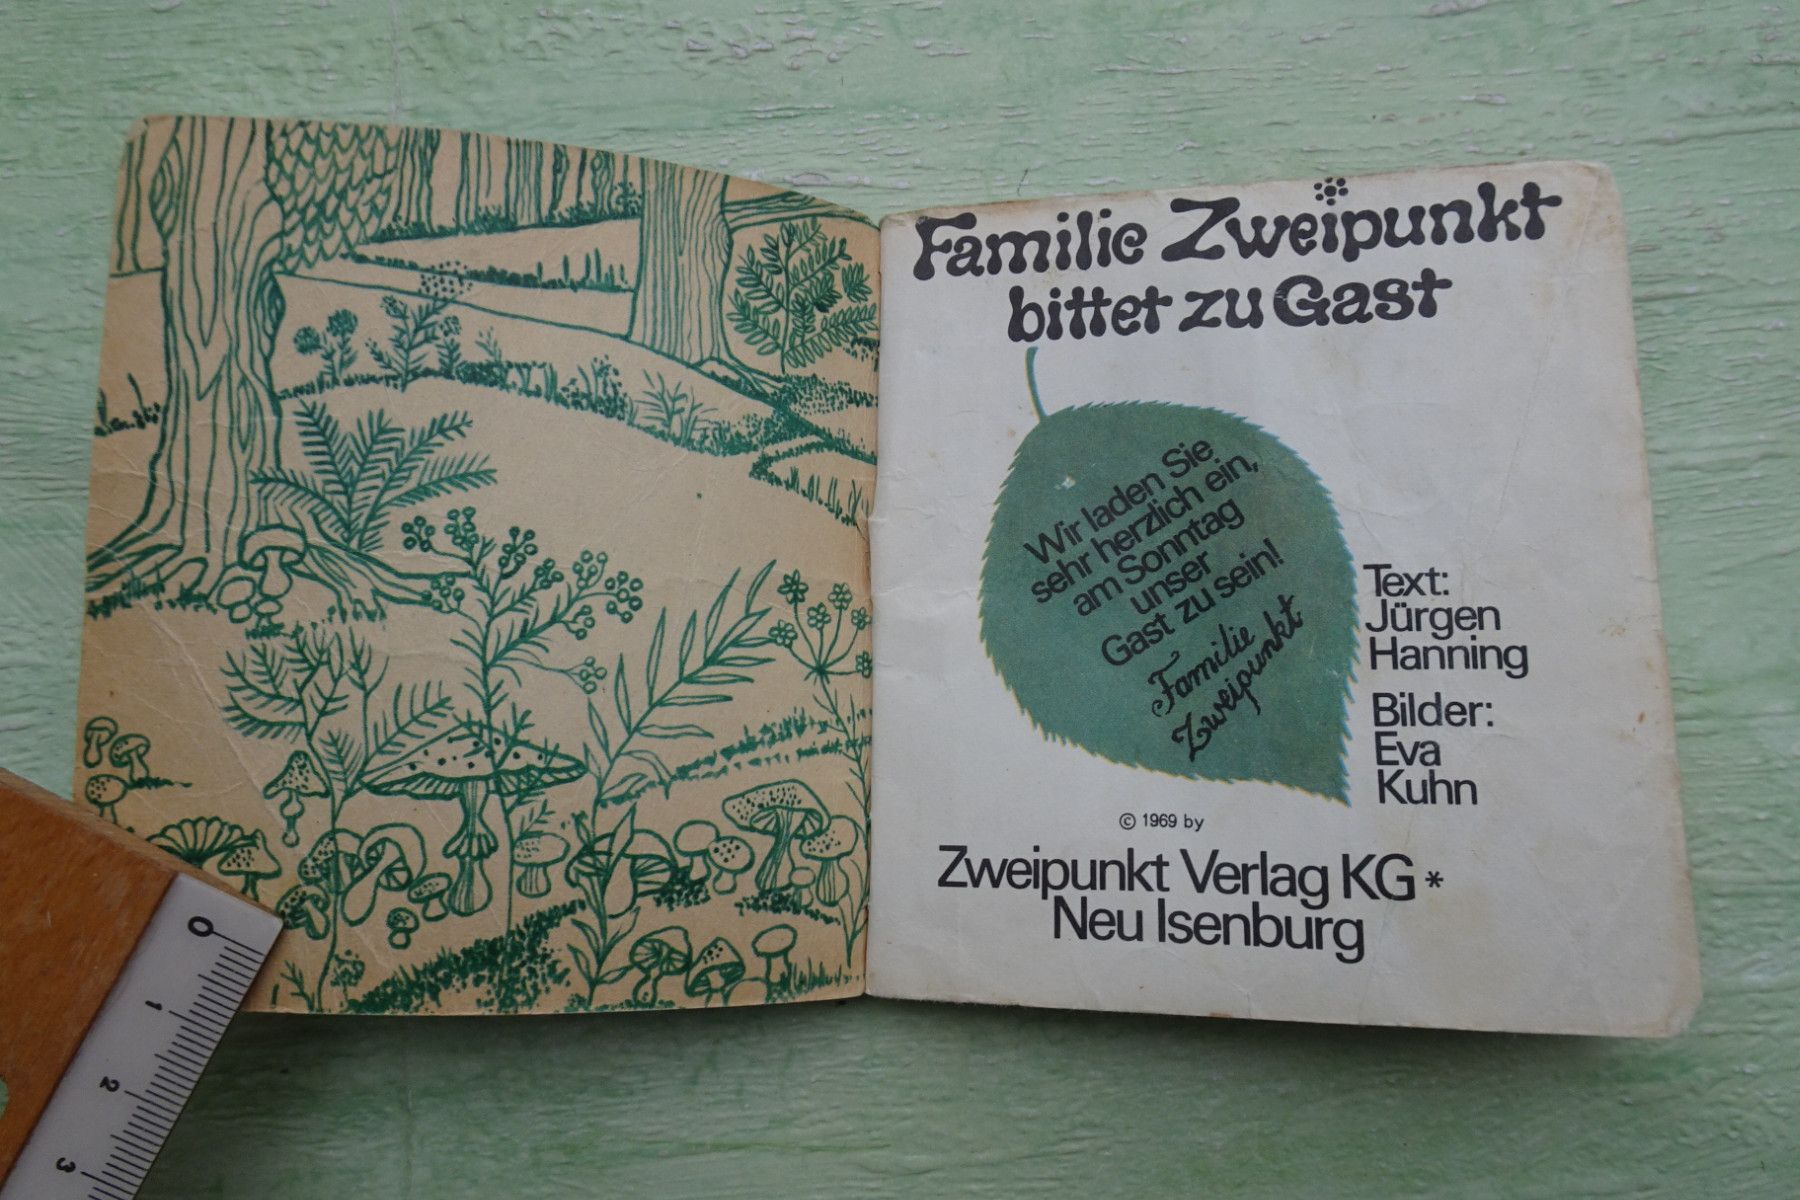 Familie Zweipunkt
bittet zu Gast
Wir laden Sie
sehr herzlich ein,
am Sonntag
unser
Gast zu sein!
Familie
Zweipunkt
Text:
Jürgen
Hanning
Bilder:
Eva
Kuhn
© 1969 by
Zweipunkt Verlag KG *
Neu Isenburg
0
1
2
3